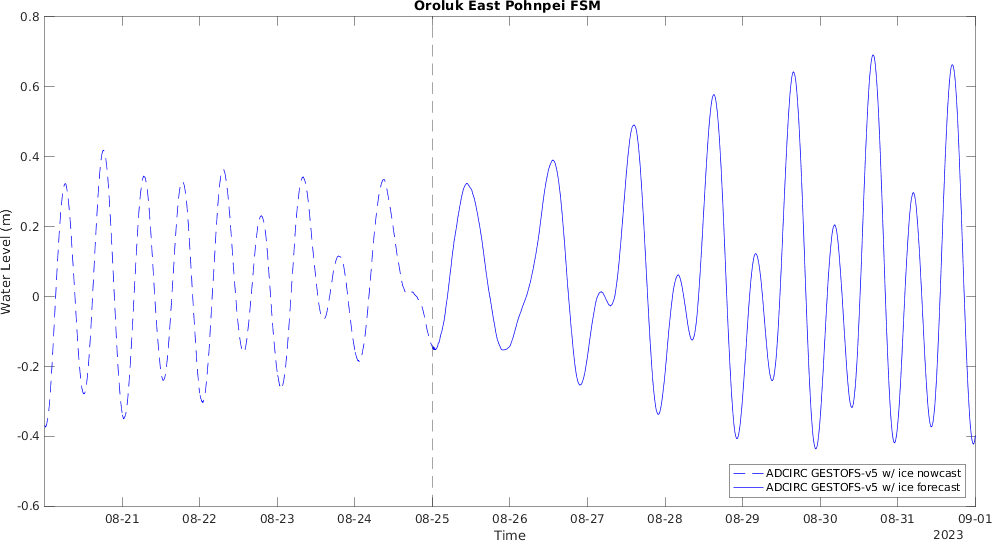 Oroluk East Pohnpei FSM
Water Level (m)
0.8
0.6
0.4
0.2
0
-0.2
-0.4
-0.6
ADCIRC GESTOFS-v5 w/ ice nowcast
ADCIRC GESTOFS-v5 w/ ice forecast
08-21 08-22 08-23 08-24 08-25 08-26 08-27 08-28 08-29 08-30 08-31 09-01
Time
2023